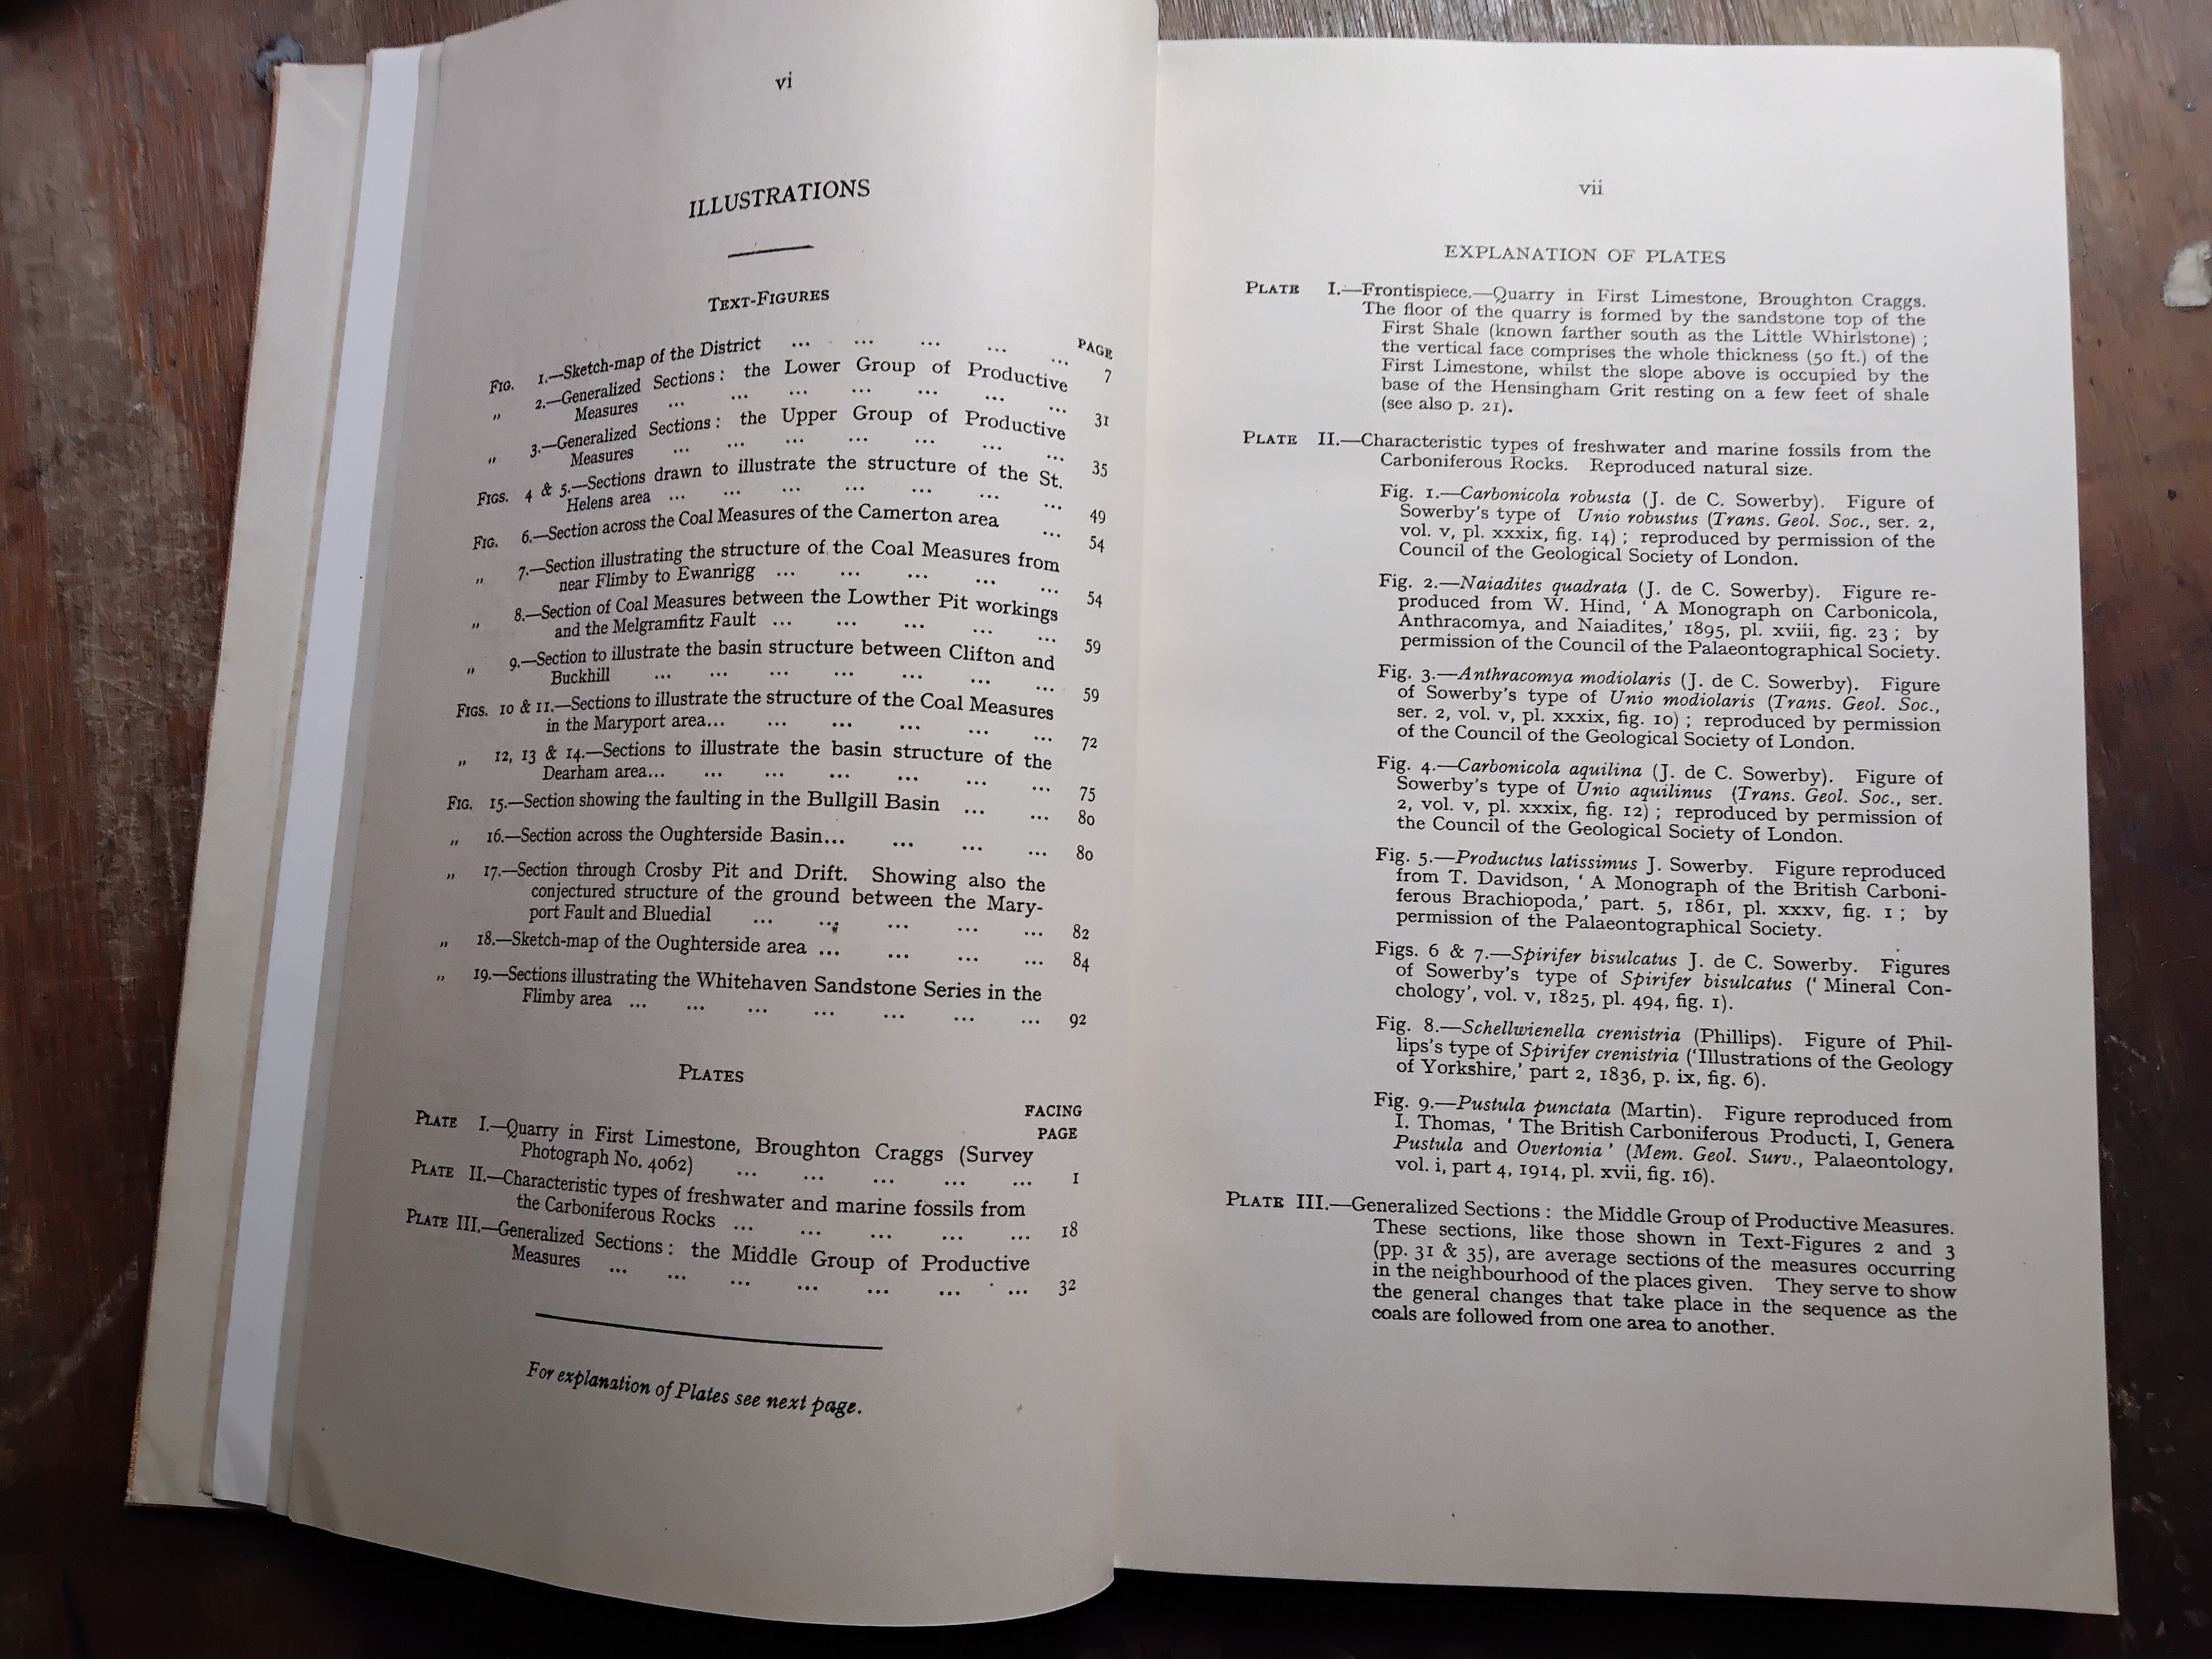 vi
ILLUSTRATIONS
TEXT-FIGURES
PAGE
FIG. 1.—Sketch-map of the District ... ... ... ... ... 7
„ 2.—Generalized Sections: the Lower Group of Productive
Measures ... ... ... ... ... ... ... 31
„ 3.—Generalized Sections: the Upper Group of Productive
Measures ... ... ... ... ... ... ... 35
FIGS. 4 & 5.—Sections drawn to illustrate the structure of the St.
Helens area ... ... ... ... ... ... ... 49
FIG. 6.—Section across the Coal Measures of the Camerton area ... 54
„ 7.—Section illustrating the structure of the Coal Measures from
near Flimby to Ewanrigg ... ... ... ... ... 54
„ 8.—Section of Coal Measures between the Lowther Pit workings
and the Melgramfitz Fault ... ... ... ... ... 59
„ 9.—Section to illustrate the basin structure between Clifton and
Buckhill ... ... ... ... ... ... ... 59
FIGS. 10 & 11.—Sections to illustrate the structure of the Coal Measures
in the Maryport area... ... ... ... ... ... 72
„ 12, 13 & 14.—Sections to illustrate the basin structure of the
Dearham area... ... ... ... ... ... ... 75
FIG. 15.—Section showing the faulting in the Bullgill Basin ... ... 80
„ 16.—Section across the Oughterside Basin... ... ... ... 80
„ 17.—Section through Crosby Pit and Drift. Showing also the
conjectured structure of the ground between the Mary-
port Fault and Bluedial ... ... ... ... ... 82
„ 18.—Sketch-map of the Oughterside area ... ... ... ... 84
„ 19.—Sections illustrating the Whitehaven Sandstone Series in the
Flimby area ... ... ... ... ... ... ... 92
PLATES
FACING
PAGE
PLATE I.—Quarry in First Limestone, Broughton Craggs (Survey
Photograph No. 4062) ... ... ... ... ... 1
PLATE II.—Characteristic types of freshwater and marine fossils from
the Carboniferous Rocks ... ... ... ... ... 18
PLATE III.—Generalized Sections: the Middle Group of Productive
Measures ... ... ... ... ... ... ... 32
For explanation of Plates see next page.
vii
EXPLANATION OF PLATES
PLATE I.—Frontispiece.—Quarry in First Limestone, Broughton Craggs.
The floor of the quarry is formed by the sandstone top of the
First Shale (known farther south as the Little Whirlstone);
the vertical face comprises the whole thickness (50 ft.) of the
First Limestone, whilst the slope above is occupied by the
base of the Hensingham Grit resting on a few feet of shale
(see also p. 21).
PLATE II.—Characteristic types of freshwater and marine fossils from the
Carboniferous Rocks. Reproduced natural size.
Fig. 1.—Carbonicola robusta (J. de C. Sowerby). Figure of
Sowerby's type of Unio robustus (Trans. Geol. Soc., ser. 2,
vol. v, pl. xxxix, fig. 14); reproduced by permission of the
Council of the Geological Society of London.
Fig. 2.—Naiadites quadrata (J. de C. Sowerby). Figure re-
produced from W. Hind, 'A Monograph on Carbonicola,
Anthracomya, and Naiadites,' 1895, pl. xviii, fig. 23; by
permission of the Council of the Palaeontographical Society.
Fig. 3.—Anthracomya modiolaris (J. de C. Sowerby). Figure
of Sowerby's type of Unio modiolaris (Trans. Geol. Soc.,
ser. 2, vol. v, pl. xxxix, fig. 10); reproduced by permission
of the Council of the Geological Society of London.
Fig. 4.—Carbonicola aquilina (J. de C. Sowerby). Figure of
Sowerby's type of Unio aquilinus (Trans. Geol. Soc., ser.
2, vol. v, pl. xxxix, fig. 12); reproduced by permission of
the Council of the Geological Society of London.
Fig. 5.—Productus latissimus J. Sowerby. Figure reproduced
from T. Davidson, 'A Monograph of the British Carboni-
ferous Brachiopoda,' part. 5, 1861, pl. xxxv, fig. 1; by
permission of the Palaeontographical Society.
Figs. 6 & 7.—Spirifer bisulcatus J. de C. Sowerby. Figures
of Sowerby's type of Spirifer bisulcatus ('Mineral Con-
chology', vol. v, 1825, pl. 494, fig. 1).
Fig. 8.—Schellwienella crenistria (Phillips). Figure of Phil-
lips's type of Spirifer crenistria ('Illustrations of the Geology
of Yorkshire,' part 2, 1836, p. ix, fig. 6).
Fig. 9.—Pustula punctata (Martin). Figure reproduced from
I. Thomas, 'The British Carboniferous Producti, I, Genera
Pustula and Overtonia' (Mem. Geol. Surv., Palaeontology,
vol. i, part 4, 1914, pl. xvii, fig. 16).
PLATE III.—Generalized Sections: the Middle Group of Productive Measures.
These sections, like those shown in Text-Figures 2 and 3
(pp. 31 & 35), are average sections of the measures occurring
in the neighbourhood of the places given. They serve to show
the general changes that take place in the sequence as the
coals are followed from one area to another.